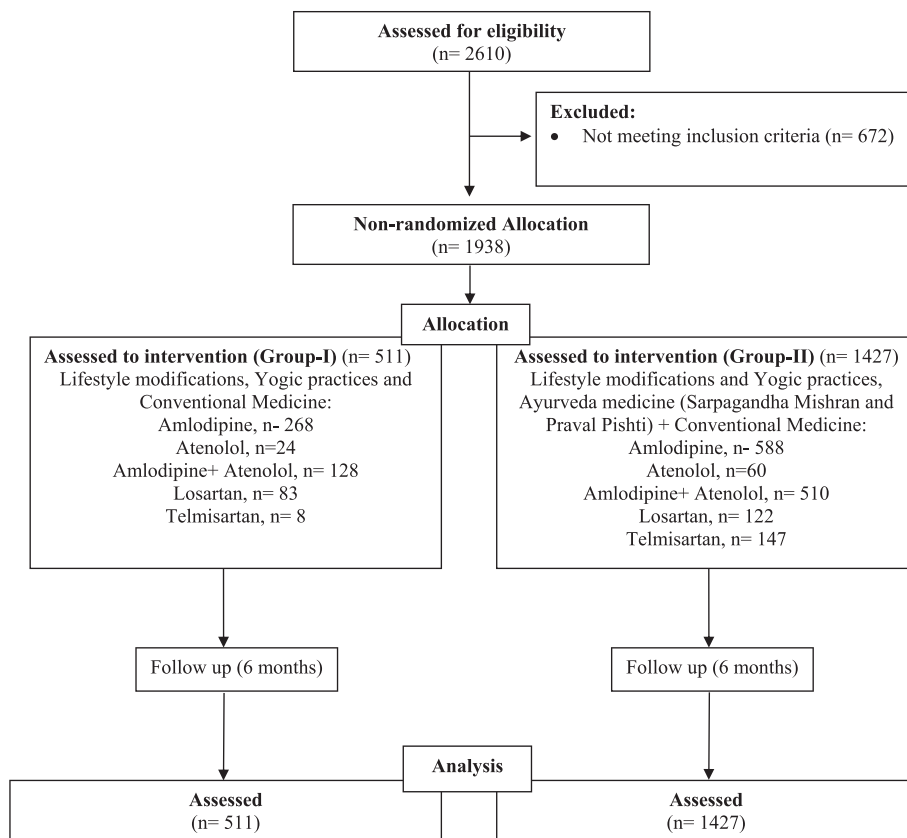 Assessed for eligibility
(n= 2610)
Excluded:
• Not meeting inclusion criteria (n= 672)
Non-randomized Allocation
(n= 1938)
Allocation
Assessed to intervention (Group-I) (n= 511)
Lifestyle modifications, Yogic practices and
Conventional Medicine:
Amlodipine, n- 268
Atenolol, n=24
Amlodipine+ Atenolol, n= 128
Losartan, n= 83
Telmisartan, n= 8
Assessed to intervention (Group-II) (n= 1427)
Lifestyle modifications and Yogic practices,
Ayurveda medicine (Sarpagandha Mishran and
Praval Pishti) + Conventional Medicine:
Amlodipine, n- 588
Atenolol, n=60
Amlodipine+ Atenolol, n= 510
Losartan, n= 122
Telmisartan, n= 147
Follow up (6 months)
Follow up (6 months)
Analysis
Assessed
(n= 511)
Assessed
(n= 1427)